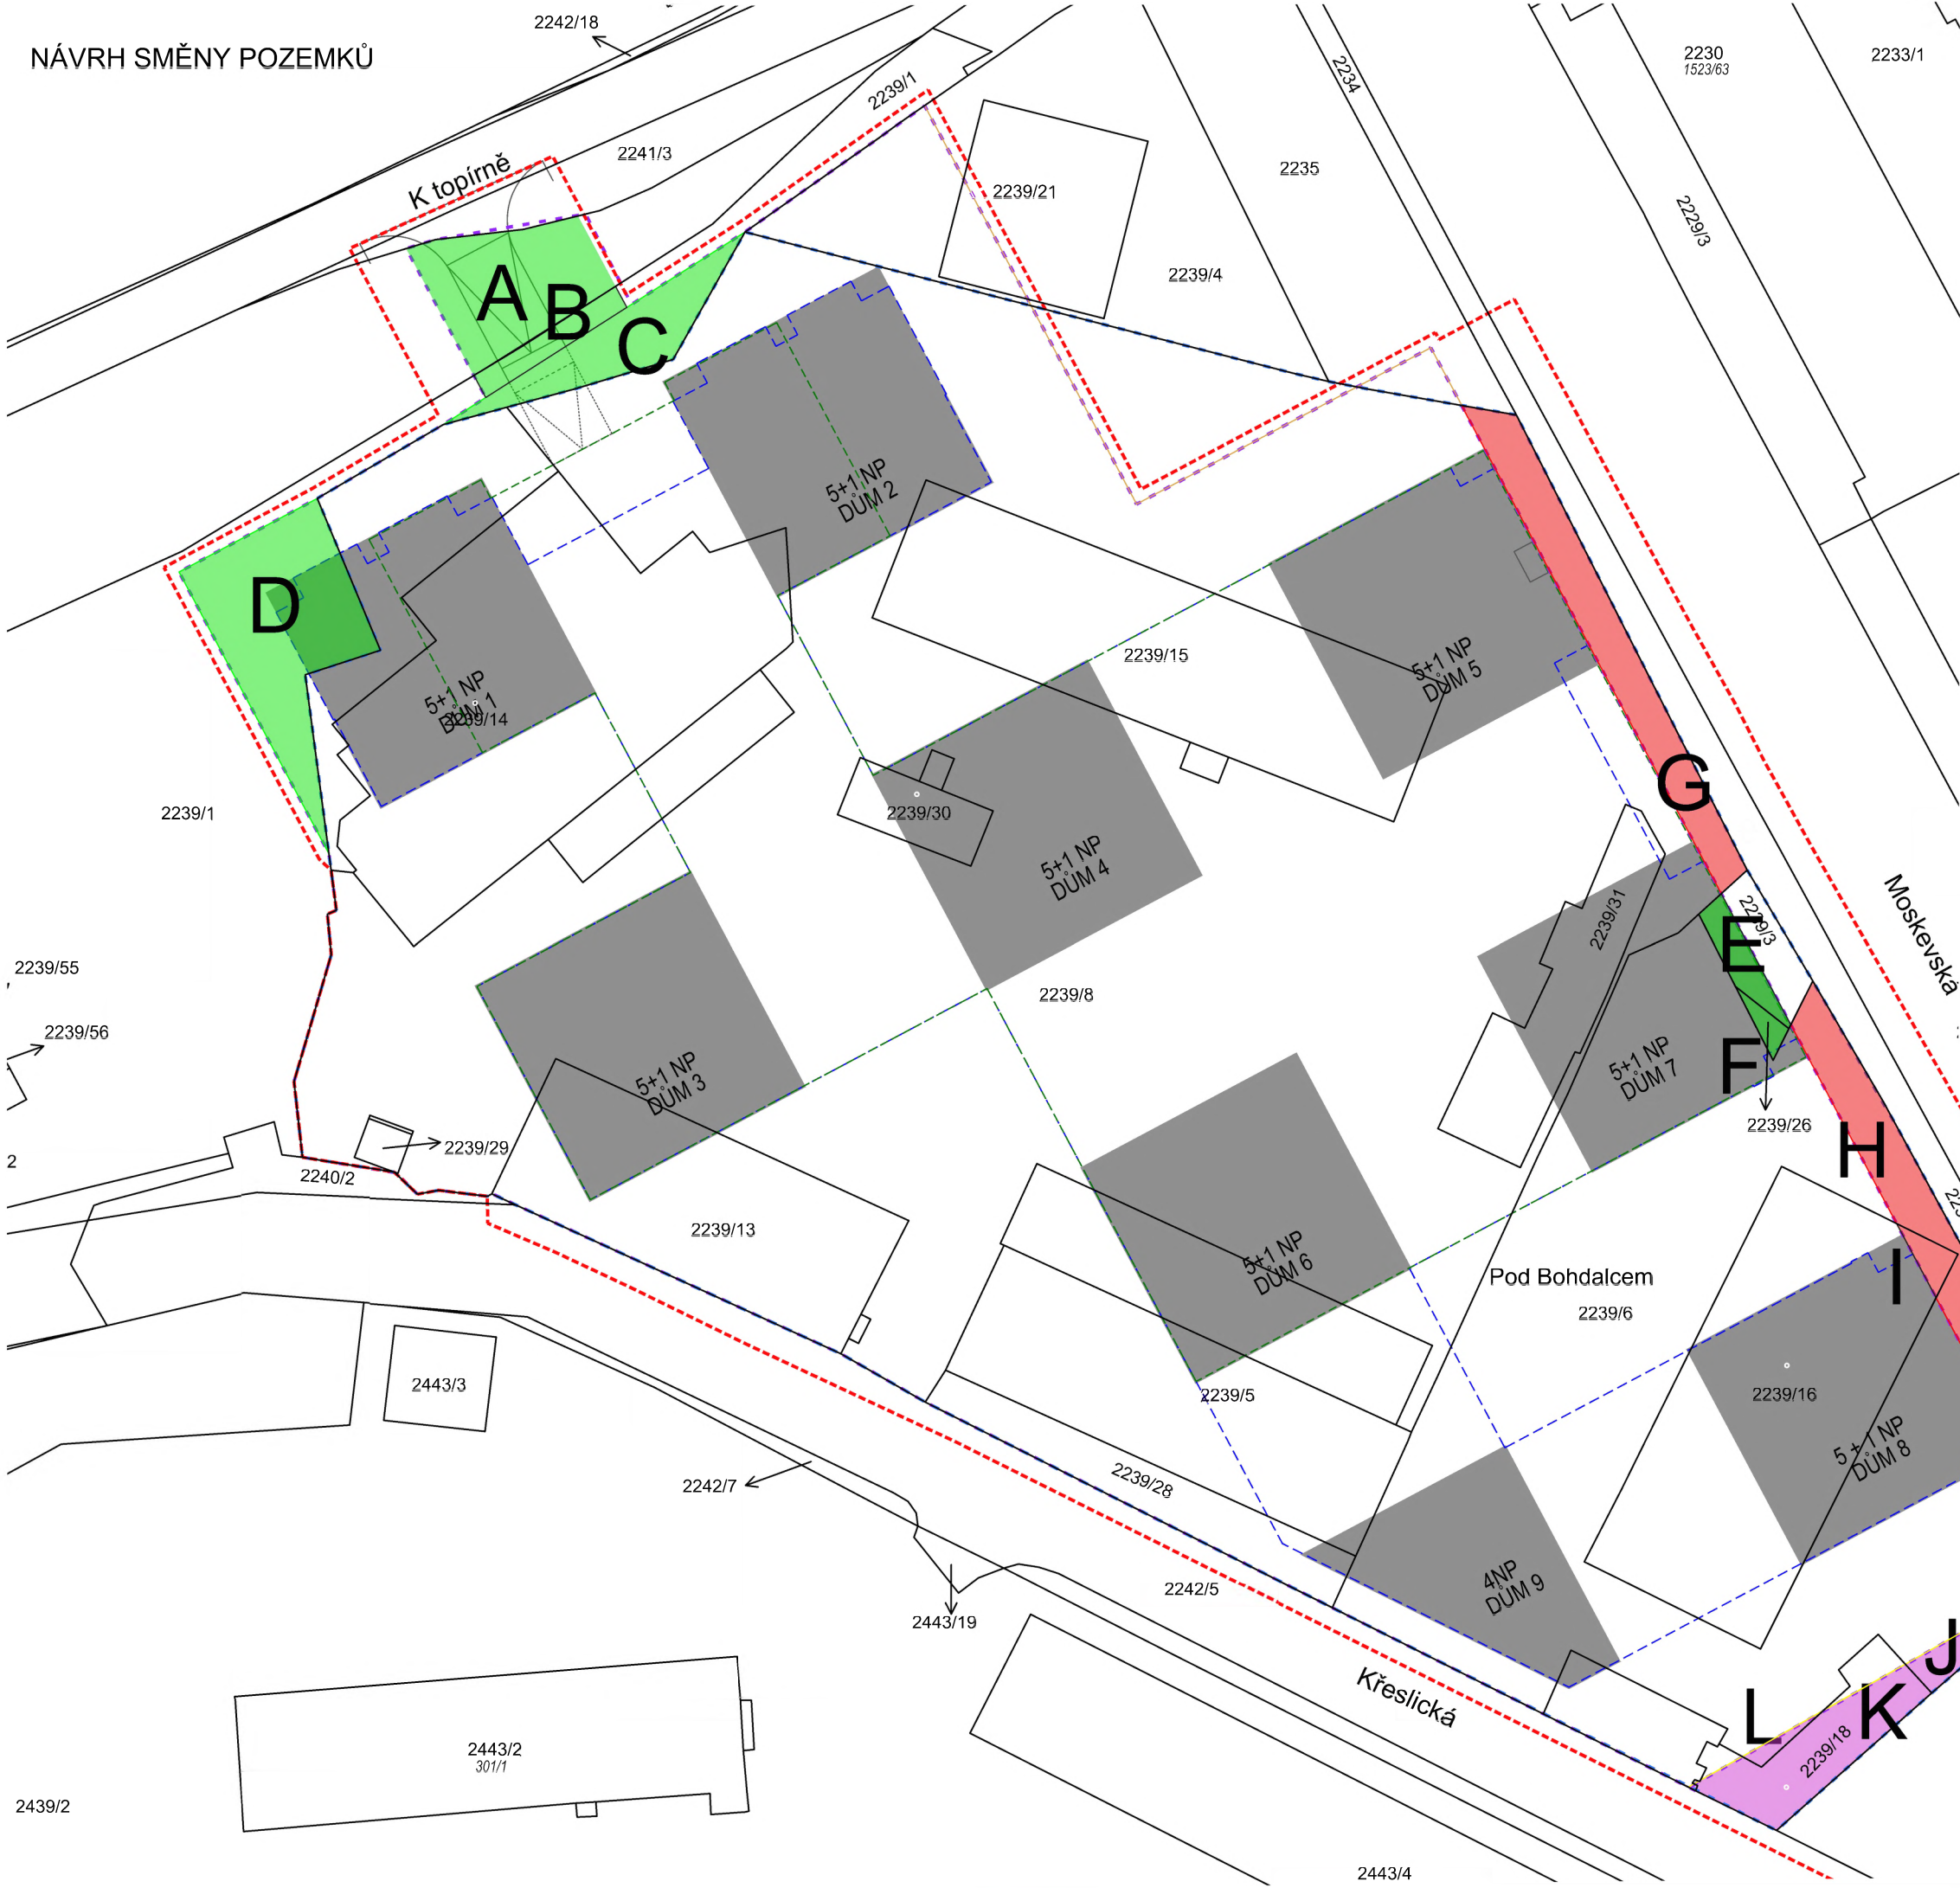 NÁVRH SMĚNY POZEMKŮ
2242/18
2230
1523/63
2233/1
2234
2239/1
2241/3
K topírně
2235
2239/21
2229/3
2239/4
A
B
C
5+1 NP
DŮM 2
D
2239/15
5+1 NP
DŮM 5
5+1 NP
DŮM 1
2239/14
G
2239/1
2239/30
5+1 NP
DŮM 4
2239/31
2239/3
E
Moskevská
2239/55
2239/8
2239/56
F
5+1 NP
DŮM 7
5+1 NP
DŮM 3
2239/26
2239/29
H
2
2240/2
2239/13
5+1 NP
DŮM 6
Pod Bohdalcem
I
2239/6
2443/3
2239/5
2239/16
5 + 1 NP
DŮM 8
2242/7
2239/28
4NP
DŮM 9
2242/5
2443/19
J
Křeslická
L
K
2239/18
2443/2
301/1
2439/2
2443/4